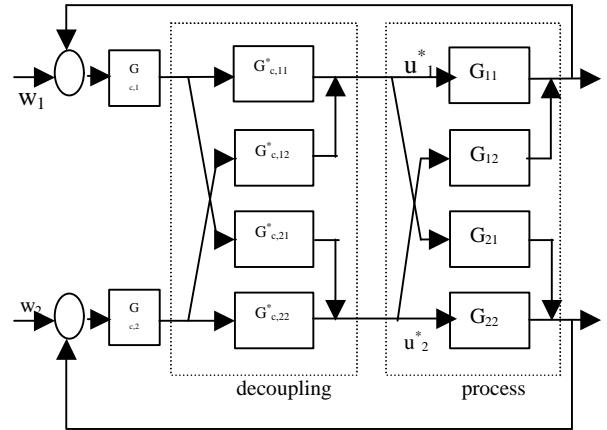 G c,1
G*c,11
u*1
G11
w1
G*c,12
G12
G*c,21
G21
w2
G c,2
G*c,22
G22
u*2
decoupling
process